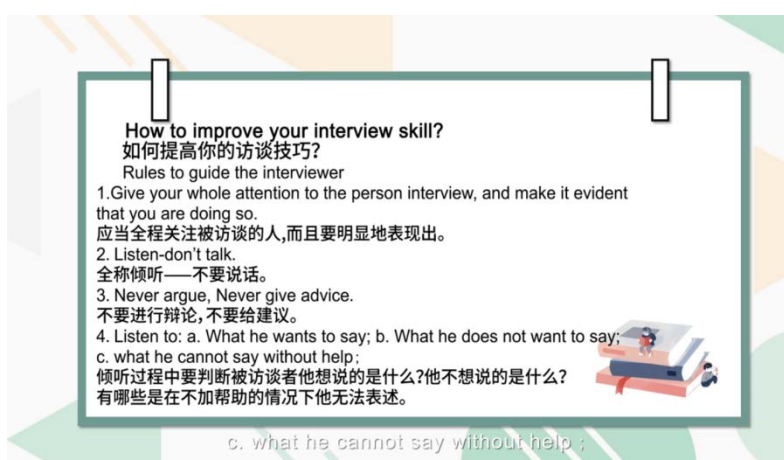 How to improve your interview skill?
如何提高你的访谈技巧?
Rules to guide the interviewer
1.Give your whole attention to the person interview, and make it evident
that you are doing so.
应当全程关注被访谈的人,而且要明显地表现出。
2. Listen-don't talk.
全称倾听——不要说话。
3. Never argue, Never give advice.
不要进行辩论,不要给建议。
4. Listen to: a. What he wants to say; b. What he does not want to say;
c. what he cannot say without help;
倾听过程中要判断被访谈者他想说的是什么?他不想说的是什么?
有哪些是在不加帮助的情况下他无法表述。
c. what he cannot say without help ;